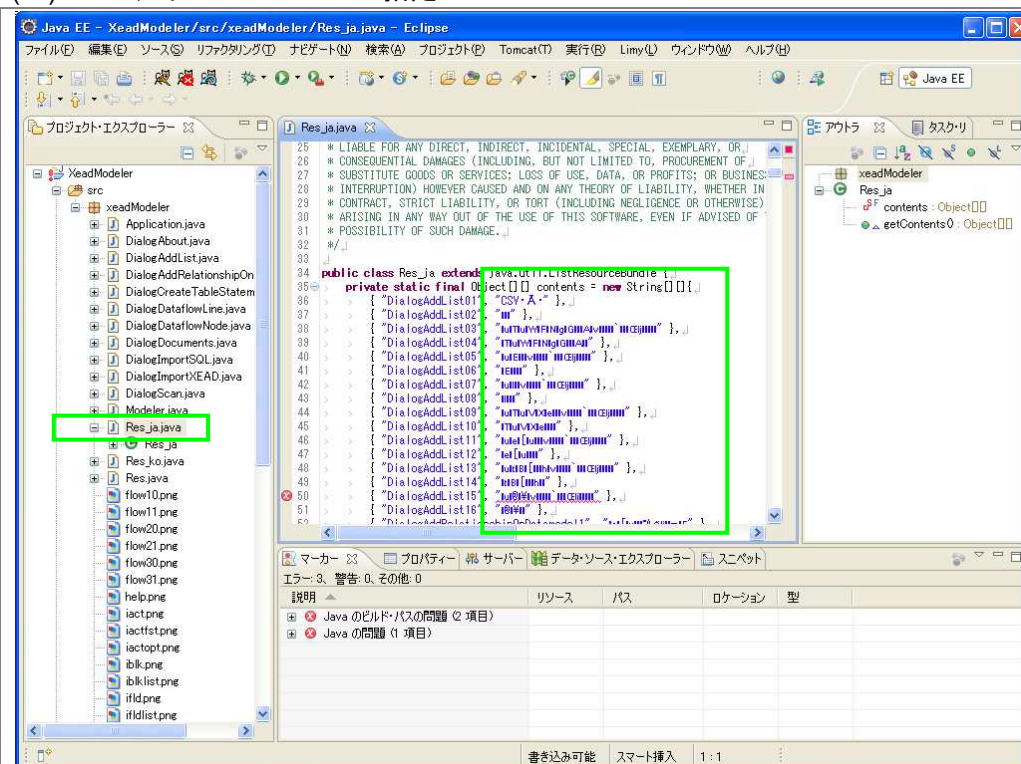 Java EE - XeadModeler/src/xeadModeler/Res_ja.java - Eclipse
ファイル(F) 編集(E) ソース(S) リファクタリング(T) ナビゲート(N) 検索(A) プロジェクト(P) Tomcat(T) 実行(R) Limy(L) ウィンドウ(W) ヘルプ(H)
Java EE
プロジェクト・エクスプローラー
XeadModeler
src
xeadModeler
Application.java
DialogAbout.java
DialogAddList.java
DialogAddRelationshipOn
DialogCreateTableStatem
DialogDataflowLine.java
DialogDataflowNode.java
DialogDocuments.java
DialogImportSQL.java
DialogImportXEAD.java
DialogScan.java
Modeler.java
Res_ja.java
Res_ja
Res_ko.java
Res.java
flow10.png
flow11.png
flow20.png
flow21.png
flow30.png
flow31.png
help.png
iact.png
iactfst.png
iactopt.png
iblk.png
iblklist.png
ifld.png
ifldlist.png
Res_ja.java
25 * LIABLE FOR ANY DIRECT, INDIRECT, INCIDENTAL, SPECIAL, EXEMPLARY, OR
26 * CONSEQUENTIAL DAMAGES (INCLUDING, BUT NOT LIMITED TO, PROCUREMENT OF
27 * SUBSTITUTE GOODS OR SERVICES; LOSS OF USE, DATA, OR PROFITS; OR BUSINES
28 * INTERRUPTION) HOWEVER CAUSED AND ON ANY THEORY OF LIABILITY, WHETHER IN
29 * CONTRACT, STRICT LIABILITY, OR TORT (INCLUDING NEGLIGENCE OR OTHERWISE)
30 * ARISING IN ANY WAY OUT OF THE USE OF THIS SOFTWARE, EVEN IF ADVISED OF
31 * POSSIBILITY OF SUCH DAMAGE.
32 */
33
34 public class Res_ja extends java.util.ListResourceBundle {
35 private static final Object[][] contents = new String[][]{
36 { "DialogAddList01", "CSV
37 { "DialogAddList02",
38 { "DialogAddList03",
39 { "DialogAddList04",
40 { "DialogAddList05",
41 { "DialogAddList06",
42 { "DialogAddList07",
43 { "DialogAddList08",
44 { "DialogAddList09",
45 { "DialogAddList10",
46 { "DialogAddList11",
47 { "DialogAddList12",
48 { "DialogAddList13",
49 { "DialogAddList14",
50 { "DialogAddList15",
51 { "DialogAddList16",
アウトラ
タスク・リ
xeadModeler
Res_ja
contents : Object[][]
getContents() : Object[][]
マーカー プロパティー サーバー データ・ソース・エクスプローラー スニペット
エラー: 3、警告: 0、その他: 0
説明 リソース パス ロケーション 型
Java のビルド・パスの問題 (2 項目)
Java の問題 (1 項目)
書き込み可能 スマート挿入 1 : 1